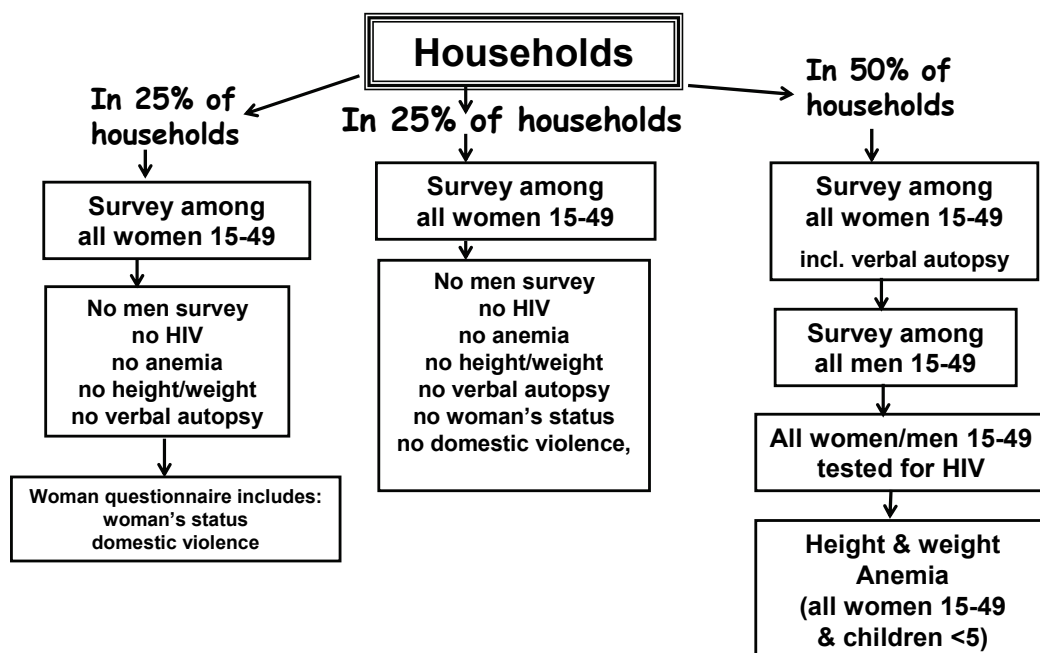 Households
In 25% of
households
Survey among
all women 15-49
No men survey
no HIV
no anemia
no height/weight
no verbal autopsy
Woman questionnaire includes:
woman's status
domestic violence
In 25% of households
Survey among
all women 15-49
No men survey
no HIV
no anemia
no height/weight
no verbal autopsy
no woman's status
no domestic violence,
In 50% of
households
Survey among
all women 15-49
incl. verbal autopsy
Survey among
all men 15-49
All women/men 15-49
tested for HIV
Height & weight
Anemia
(all women 15-49
& children <5)